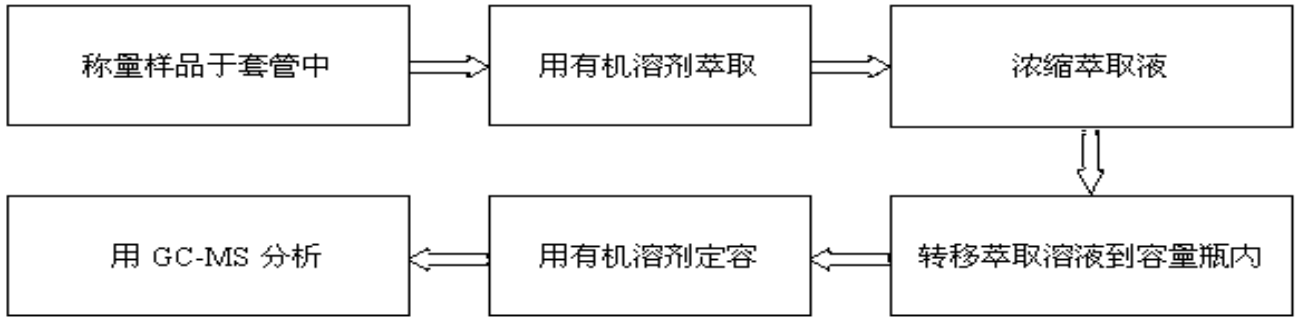 称量样品于套管中
用有机溶剂萃取
浓缩萃取液
转移萃取溶液到容量瓶内
用有机溶剂定容
用 GC-MS 分析